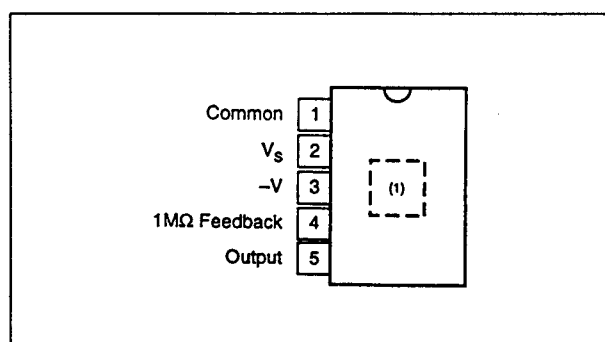 Common 1
V_S 2
–V 3
1MΩ Feedback 4
Output 5
(1)